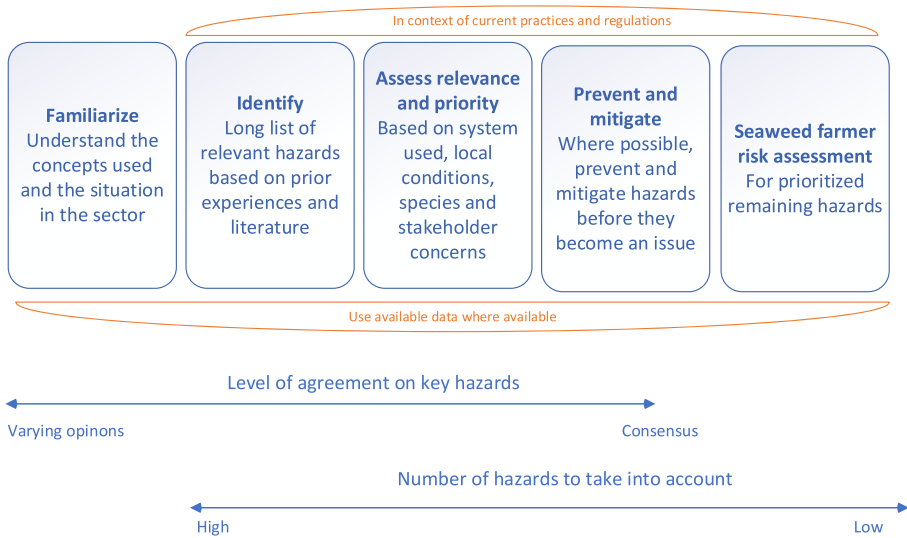 In context of current practices and regulations
Familiarize
Understand the
concepts used
and the situation
in the sector
Identify
Long list of
relevant hazards
based on prior
experiences and
literature
Assess relevance
and priority
Based on system
used, local
conditions,
species and
stakeholder
concerns
Prevent and
mitigate
Where possible,
prevent and
mitigate hazards
before they
become an issue
Seaweed farmer
risk assessment
For prioritized
remaining hazards
Use available data where available
Level of agreement on key hazards
Varying opinons
Consensus
Number of hazards to take into account
High
Low